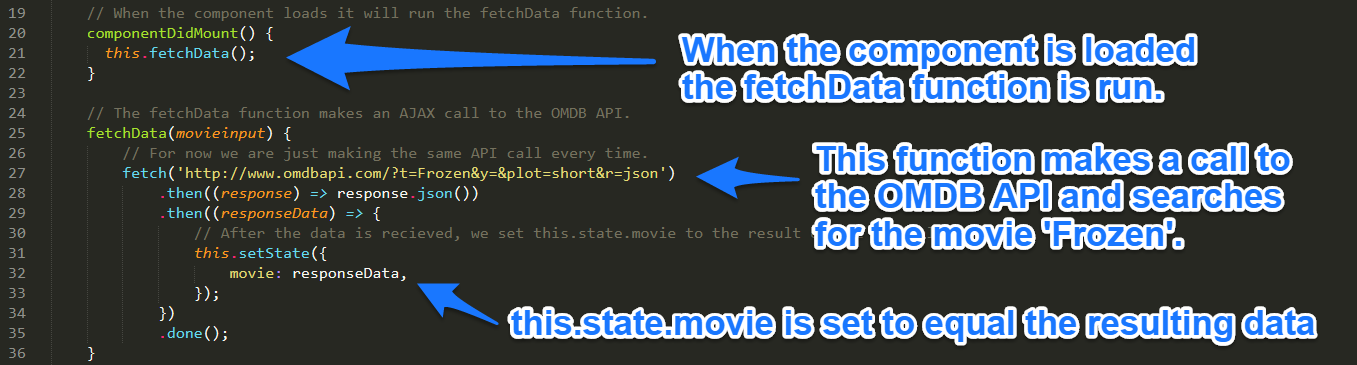 19 // When the component loads it will run the fetchData function.
20 componentDidMount() {
21 this.fetchData();
22 }
23
24 // The fetchData function makes an AJAX call to the OMDB API.
25 fetchData(movieinput) {
26 // For now we are just making the same API call every time.
27 fetch('http://www.omdbapi.com/?t=Frozen&y=&plot=short&r=json')
28 .then((response) => response.json())
29 .then((responseData) => {
30 // After the data is recieved, we set this.state.movie to the result
31 this.setState({
32 movie: responseData,
33 });
34 })
35 .done();
36 }
When the component is loaded
the fetchData function is run.
This function makes a call to
the OMDB API and searches
for the movie 'Frozen'.
this.state.movie is set to equal the resulting data